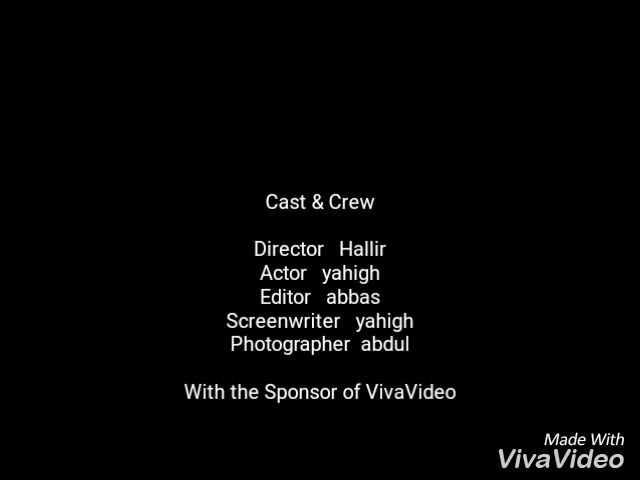 Cast & Crew
Director Hallir
Actor yahigh
Editor abbas
Screenwriter yahigh
Photographer abdul
With the Sponsor of VivaVideo
Made With
VivaVideo